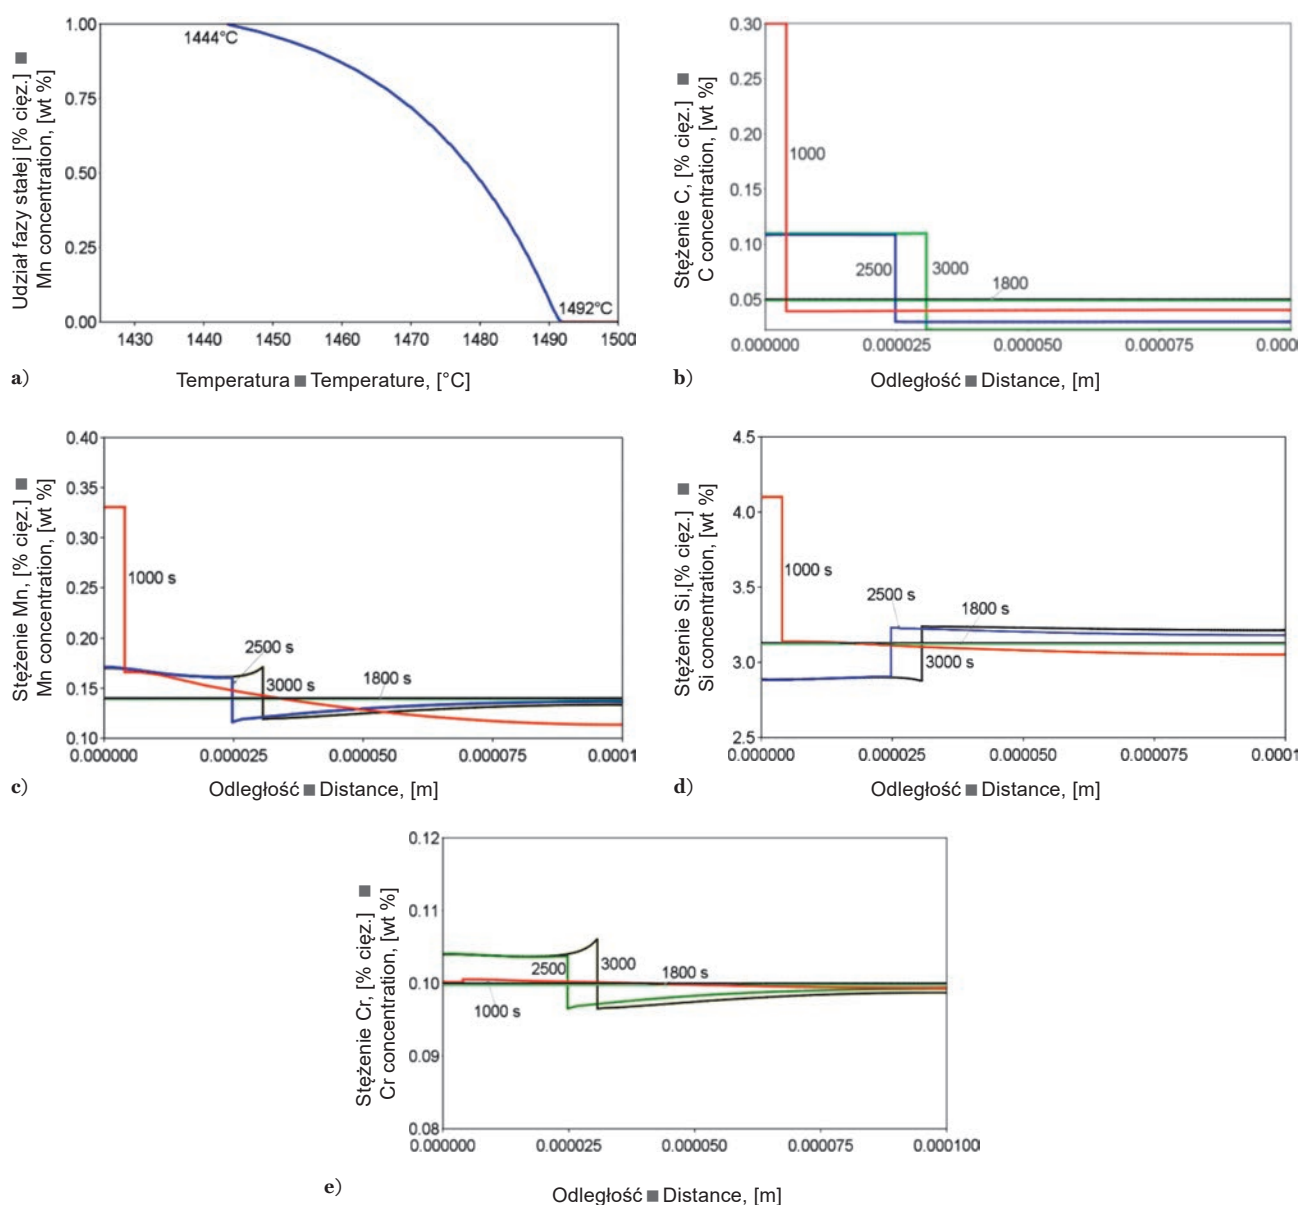 1.00
0.75
0.50
0.25
0.00
1444°C
1492°C
1430 1440 1450 1460 1470 1480 1490 1500
Udział fazy stałej [% cięż.] ■
Mn concentration, [wt %]
a)
Temperatura ■ Temperature, [°C]
0.30
0.25
0.20
0.15
0.10
0.05
1000
2500
3000
1800
0.000000 0.000025 0.000050 0.000075 0.000
Stężenie C, [% cięż.] ■
C concentration, [wt %]
b)
Odległość ■ Distance, [m]
0.40
0.35
0.30
0.25
0.20
0.15
0.10
1000 s
2500 s
3000 s
1800 s
0.000000 0.000025 0.000050 0.000075 0.0001
Stężenie Mn, [% cięż.] ■
Mn concentration, [wt %]
c)
Odległość ■ Distance, [m]
4.5
4.0
3.5
3.0
2.5
1000 s
2500 s
1800 s
3000 s
0.000000 0.000025 0.000050 0.000075 0.0001
Stężenie Si,[% cięż.] ■
Si concentration, [wt %]
d)
Odległość ■ Distance, [m]
0.12
0.11
0.10
0.09
0.08
2500
3000
1800 s
1000 s
0.000000 0.000025 0.000050 0.000075 0.000100
Stężenie Cr, [% cięż.] ■
Cr concentration, [wt %]
e)
Odległość ■ Distance, [m]